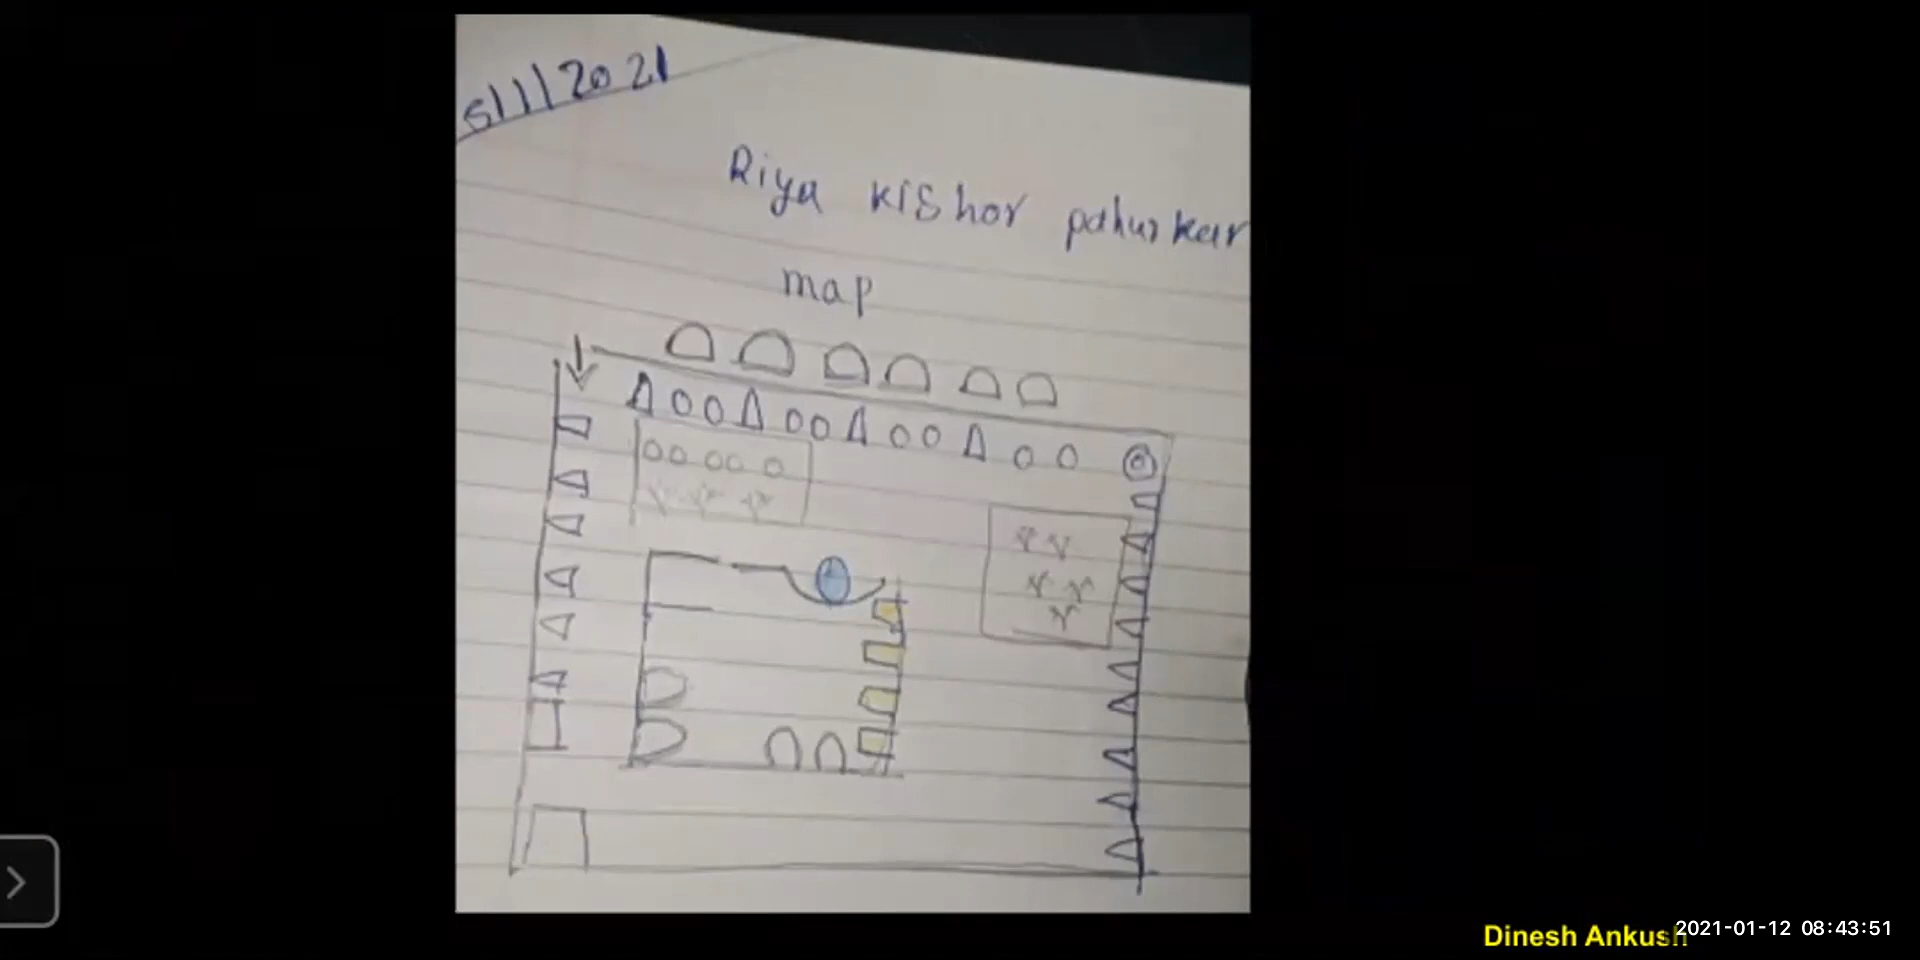 5/1/2021
Riya kishor pahurkar
map
Dinesh Ankush
2021-01-12 08:43:51